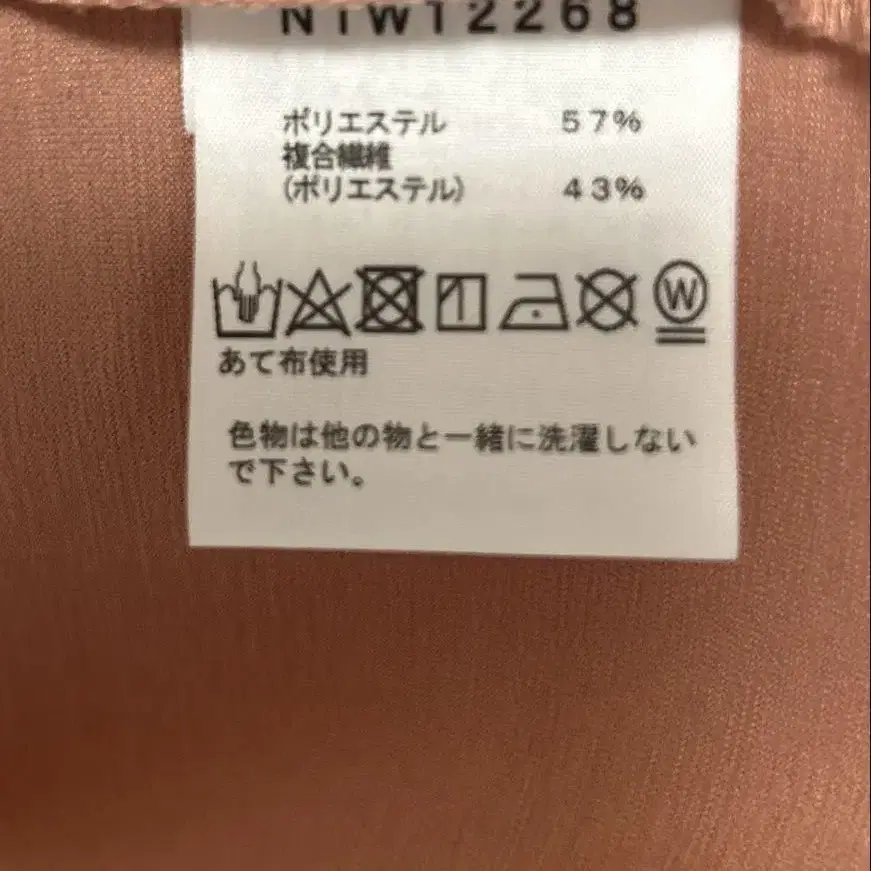 NTW12268
ポリエステル 57%
複合繊維
(ポリエステル) 43%
W
あて布使用
色物は他の物と一緒に洗濯しない
で下さい。